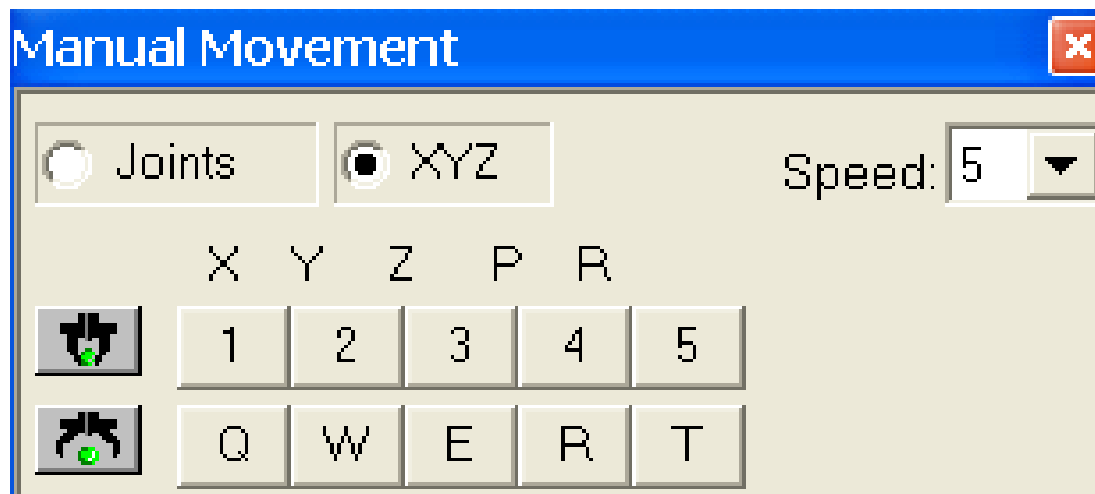 Manual Movement
Joints XYZ Speed: 5
X Y Z P R
1 2 3 4 5
Q W E R T